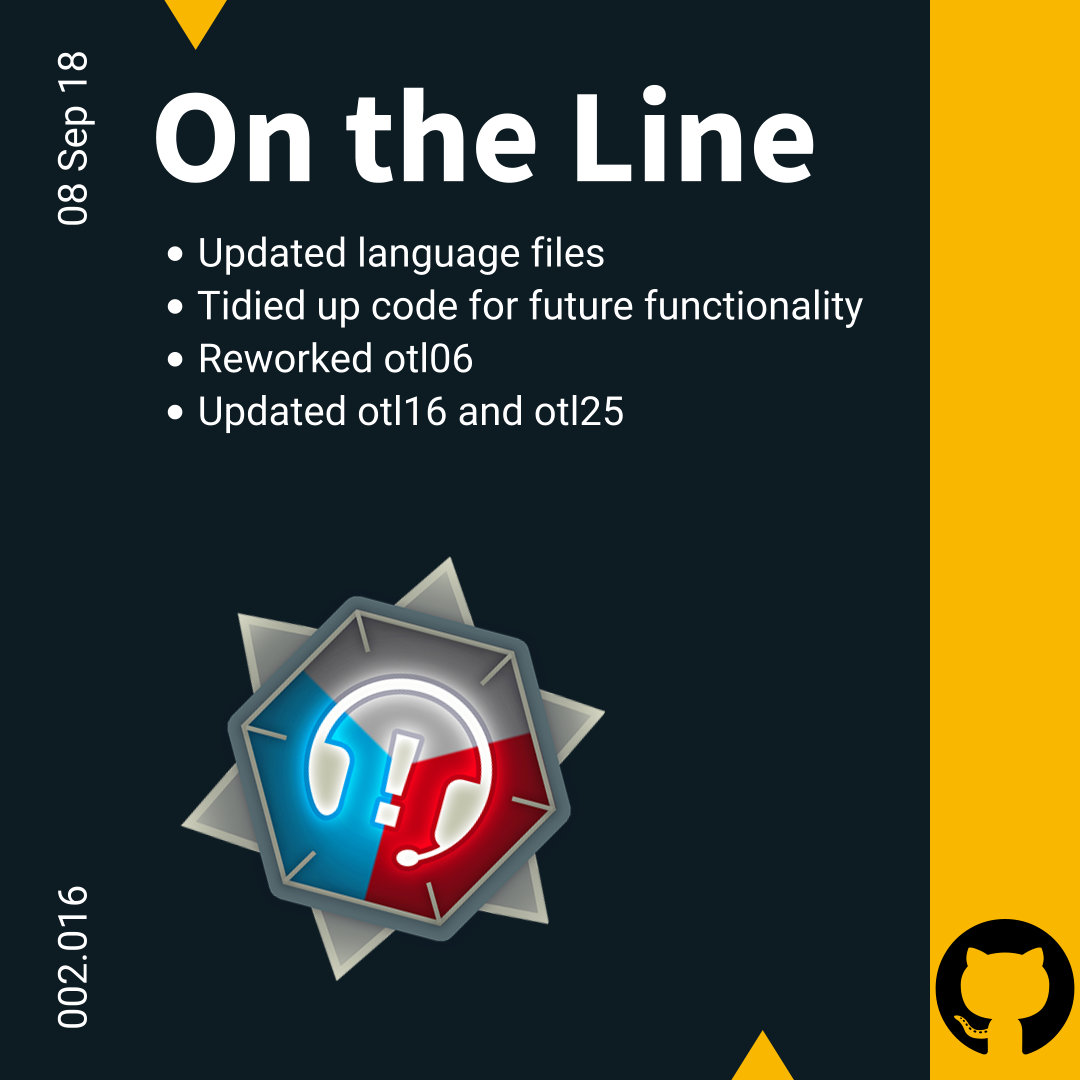 08 Sep 18
On the Line
• Updated language files
• Tidied up code for future functionality
• Reworked otl06
• Updated otl16 and otl25
!
002.016